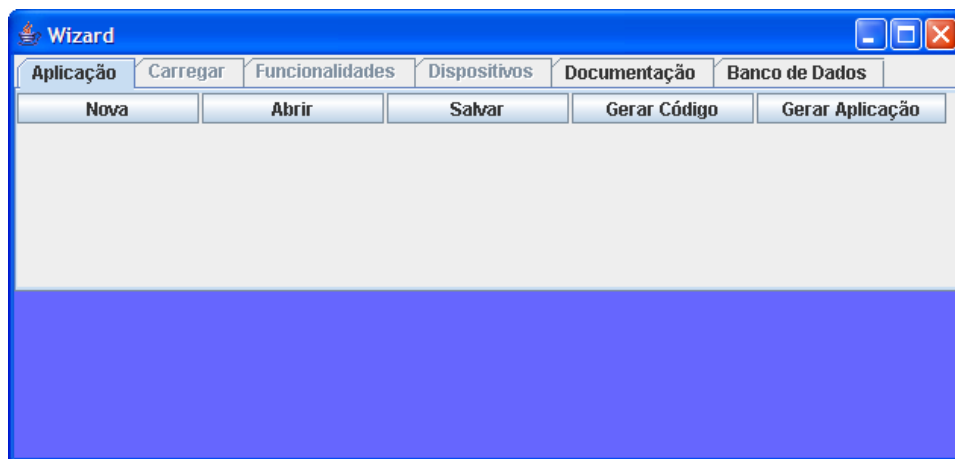 Wizard
Aplicação Carregar Funcionalidades Dispositivos Documentação Banco de Dados
Nova Abrir Salvar Gerar Código Gerar Aplicação